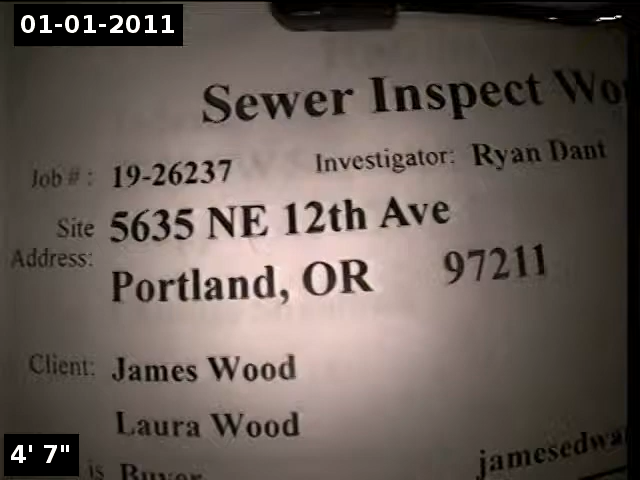 01-01-2011
Sewer Inspect
Job # : 19-26237 Investigator: Ryan Dant
Site 5635 NE 12th Ave
Address:
Portland, OR 97211
Client: James Wood
Laura Wood
4' 7" is Buyer